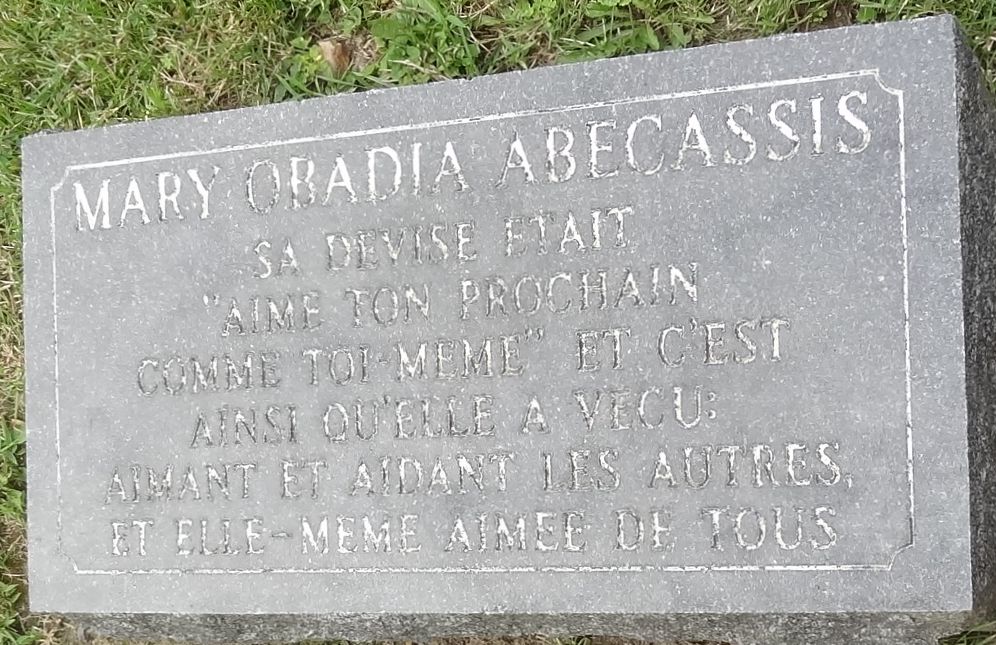 MARY OBADIA ABECASSIS
SA DEVISE ETAIT
"AIME TON PROCHAIN
COMME TOI-MEME" ET C'EST
AINSI QU'ELLE A VECU:
AIMANT ET AIDANT LES AUTRES,
ET ELLE-MEME AIMEE DE TOUS